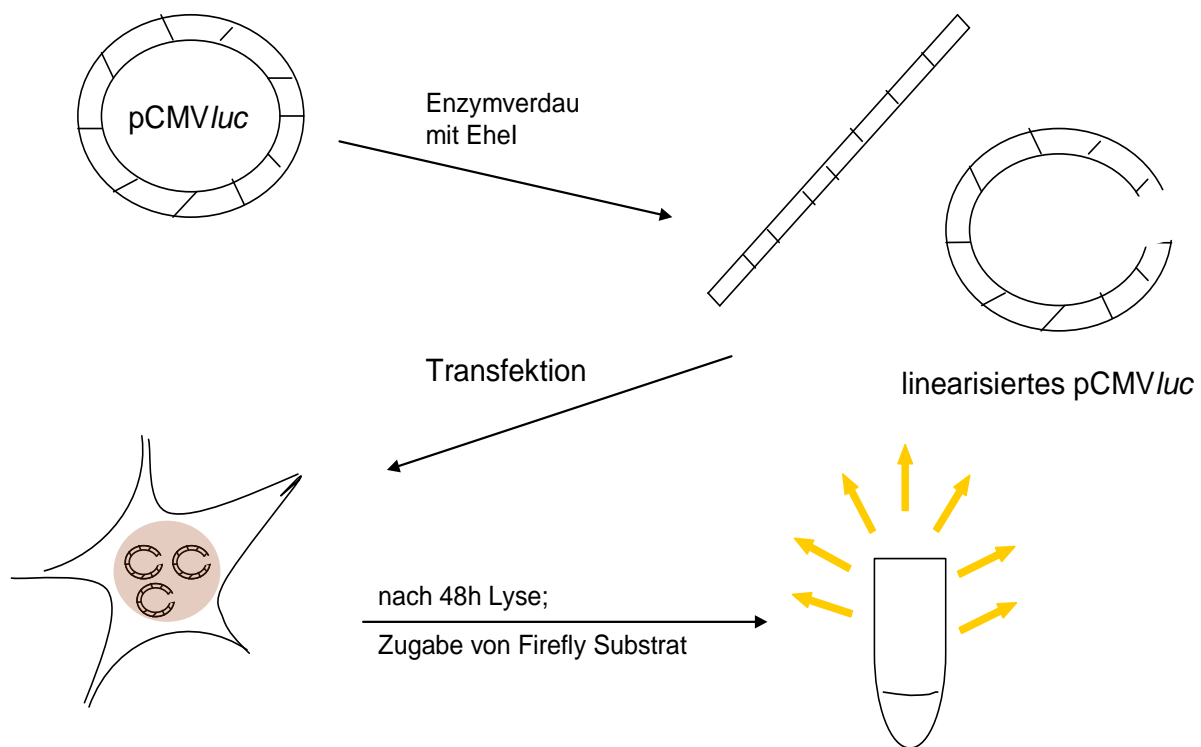 pCMVluc
Enzymverdau
mit EheI
linearisiertes pCMVluc
Transfektion
nach 48h Lyse;
Zugabe von Firefly Substrat